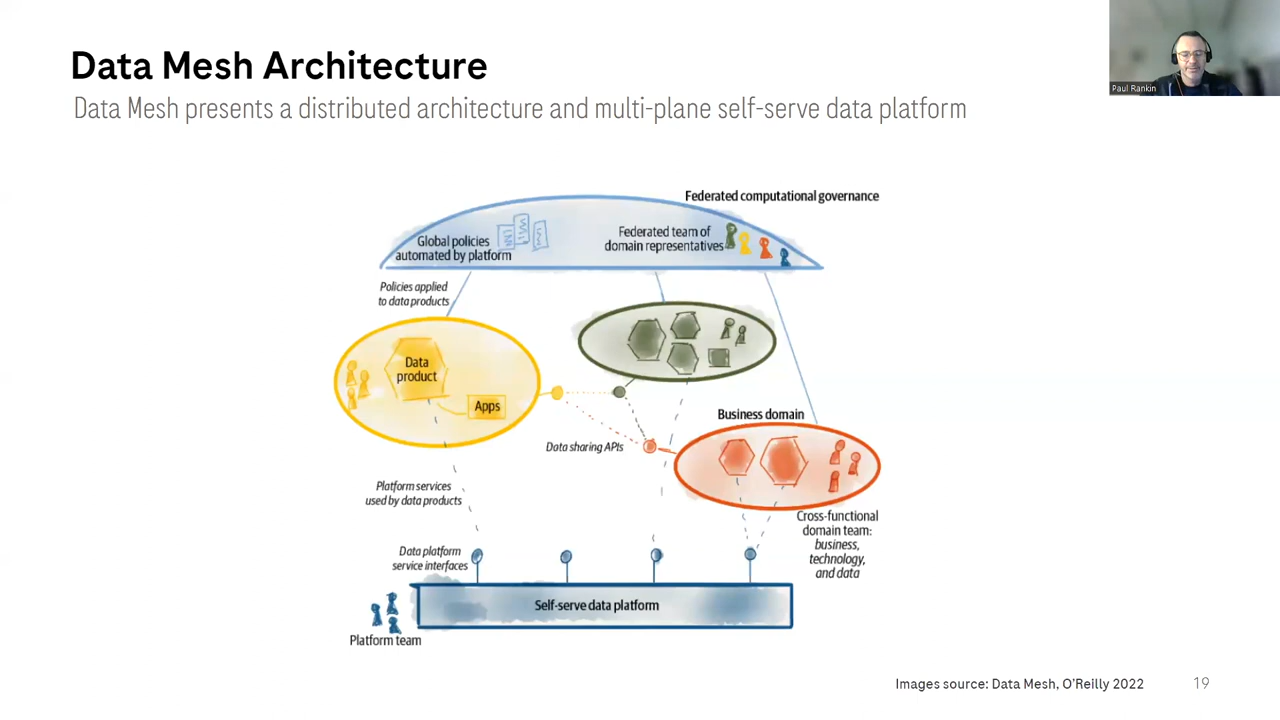 Data Mesh Architecture
Data Mesh presents a distributed architecture and multi-plane self-serve data platform
Paul Rankin
Federated computational governance
Global policies
automated by platform
Federated team of
domain representatives
Policies applied
to data products
Data
product
Apps
Business domain
Data sharing APIs
Platform services
used by data products
Cross-functional
domain team:
business,
technology,
and data
Data platform
service interfaces
Self-serve data platform
Platform team
Images source: Data Mesh, O'Reilly 2022
19